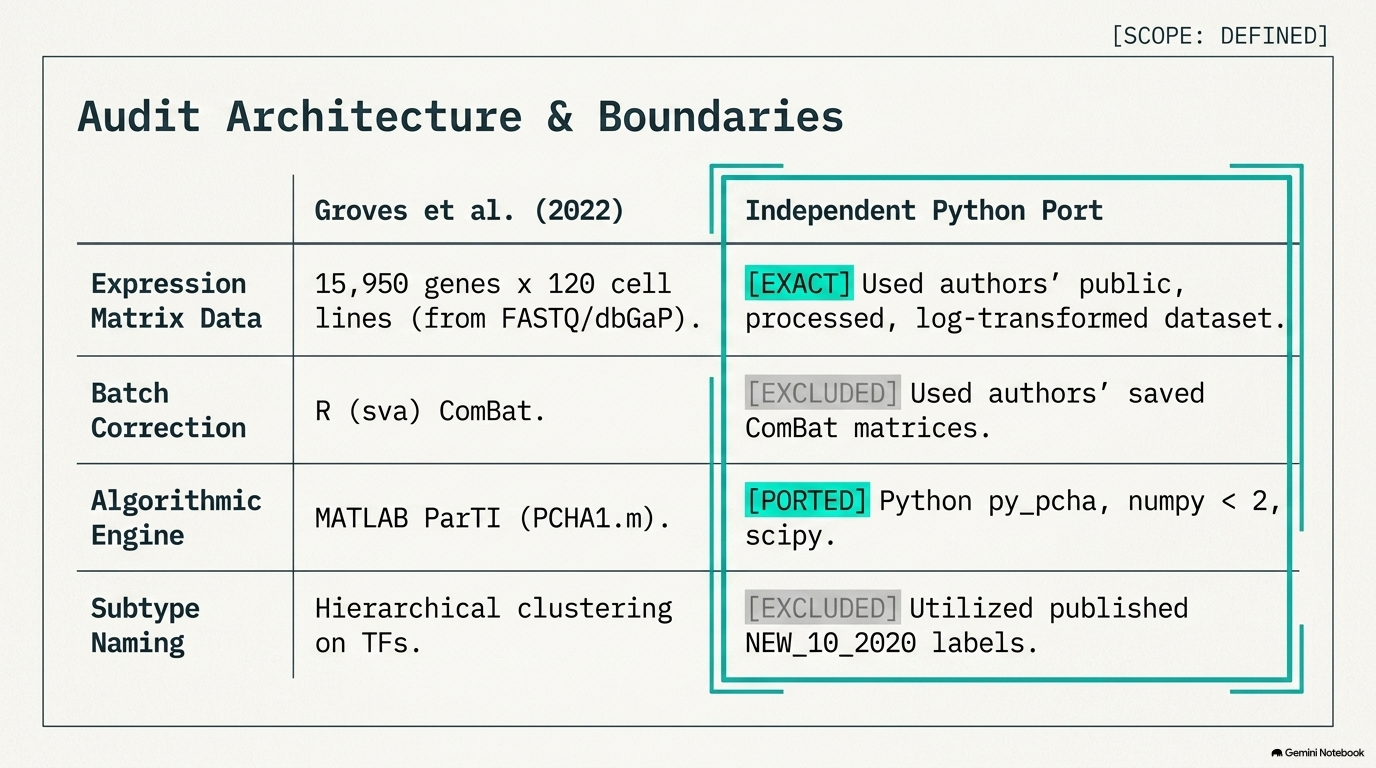 [SCOPE: DEFINED]
Audit Architecture & Boundaries
Groves et al. (2022)
Independent Python Port
Expression
Matrix Data
15,950 genes x 120 cell
lines (from FASTQ/dbGaP).
[EXACT] Used authors’ public,
processed, log-transformed dataset.
Batch
Correction
R (sva) ComBat.
[EXCLUDED] Used authors’ saved
ComBat matrices.
Algorithmic
Engine
MATLAB ParTI (PCHA1.m).
[PORTED] Python py_pcha, numpy < 2,
scipy.
Subtype
Naming
Hierarchical clustering
on TFs.
[EXCLUDED] Utilized published
NEW_10_2020 labels.
Gemini Notebook